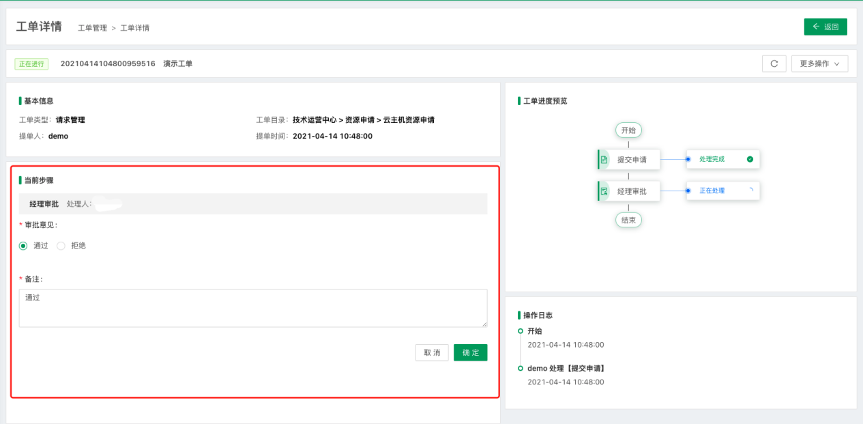 工单详情 工单管理 > 工单详情
返回
正在进行 20210414104800959516 演示工单
更多操作
基本信息
工单类型: 请求管理
工单目录: 技术运营中心 > 资源申请 > 云主机资源申请
提单人: demo
提单时间: 2021-04-14 10:48:00
当前步骤
经理审批 处理人:
* 审批意见:
通过 拒绝
* 备注:
通过
取 消 确 定
工单进度预览
开始
提交申请 处理完成
经理审批 正在处理
结束
操作日志
开始
2021-04-14 10:48:00
demo 处理【提交申请】
2021-04-14 10:48:00